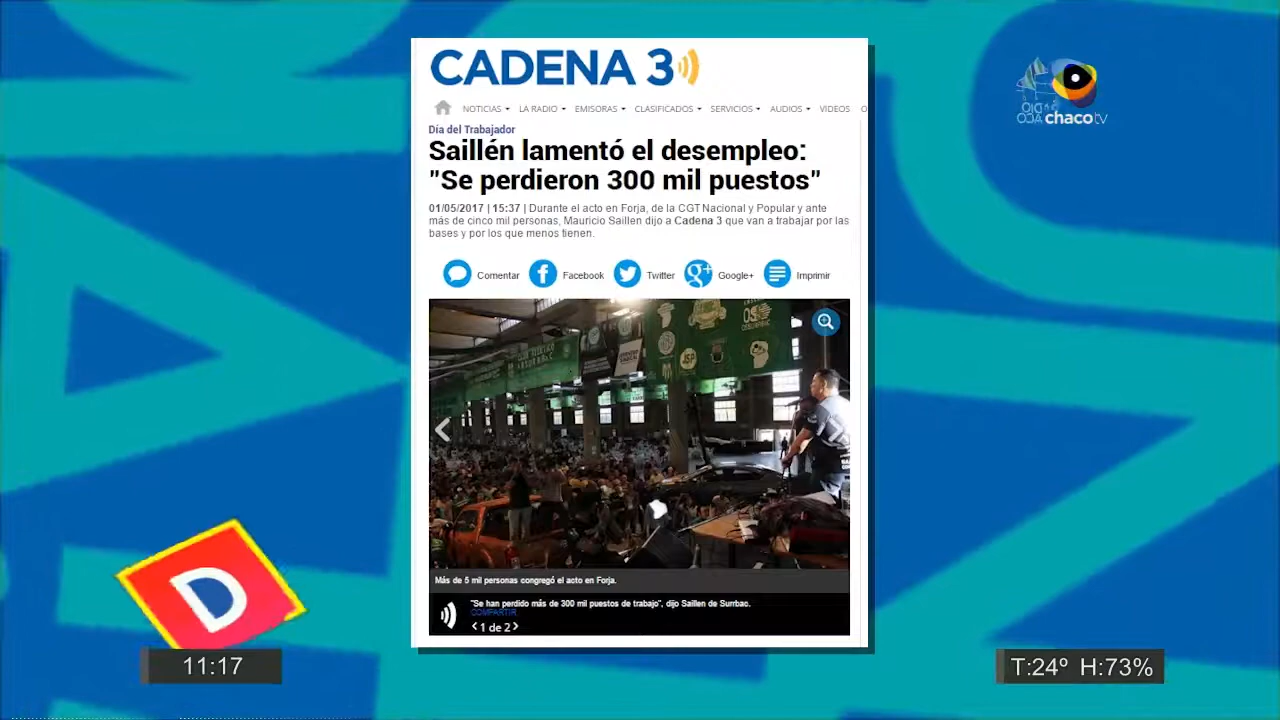 CADENA 3
NOTICIAS LA RADIO EMISORAS CLASIFICADOS SERVICIOS AUDIOS VIDEOS O
Día del Trabajador
Saillén lamentó el desempleo:
"Se perdieron 300 mil puestos"
01/05/2017 | 15:37 | Durante el acto en Forja, de la CGT Nacional y Popular y ante
más de cinco mil personas, Mauricio Saillen dijo a Cadena 3 que van a trabajar por las
bases y por los que menos tienen.
Comentar Facebook Twitter Google+ Imprimir
JSP
Más de 5 mil personas congregó el acto en Forja.
"Se han perdido más de 300 mil puestos de trabajo", dijo Saillen de Surrbac.
COMPARTIR
1 de 2
chacotv
D
11:17
T:24º H:73%